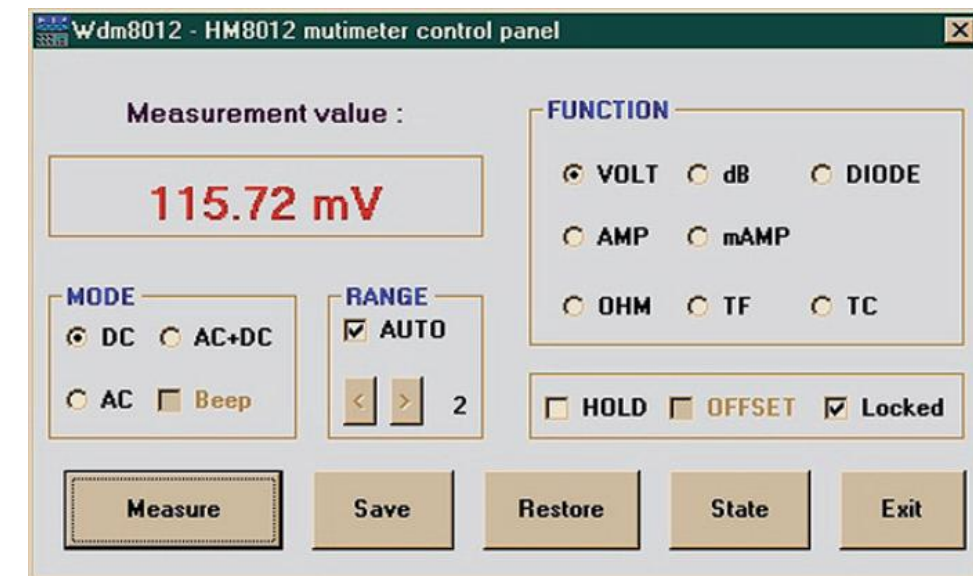 Wdm8012 - HM8012 mutimeter control panel
Measurement value :
115.72 mV
FUNCTION
VOLT dB DIODE
AMP mAMP
OHM TF TC
MODE
DC AC+DC
AC Beep
RANGE
AUTO
< > 2
HOLD OFFSET Locked
Measure Save Restore State Exit